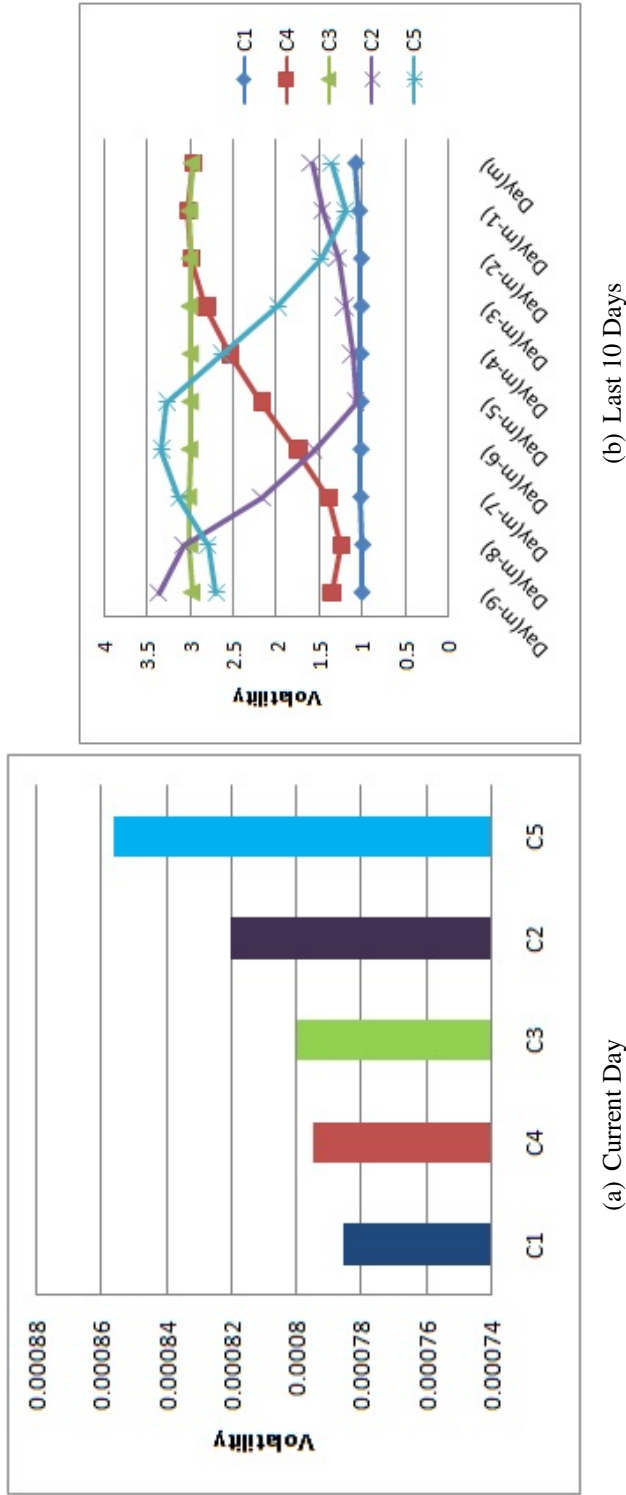 Volatility
0.00088
0.00086
0.00084
0.00082
0.0008
0.00078
0.00076
0.00074
C1
C4
C3
C2
C5
(a) Current Day
Volatility
4
3.5
3
2.5
2
1.5
1
0.5
0
Day(m-9)
Day(m-8)
Day(m-7)
Day(m-6)
Day(m-5)
Day(m-4)
Day(m-3)
Day(m-2)
Day(m-1)
Day(m)
C1
C4
C3
C2
C5
(b) Last 10 Days